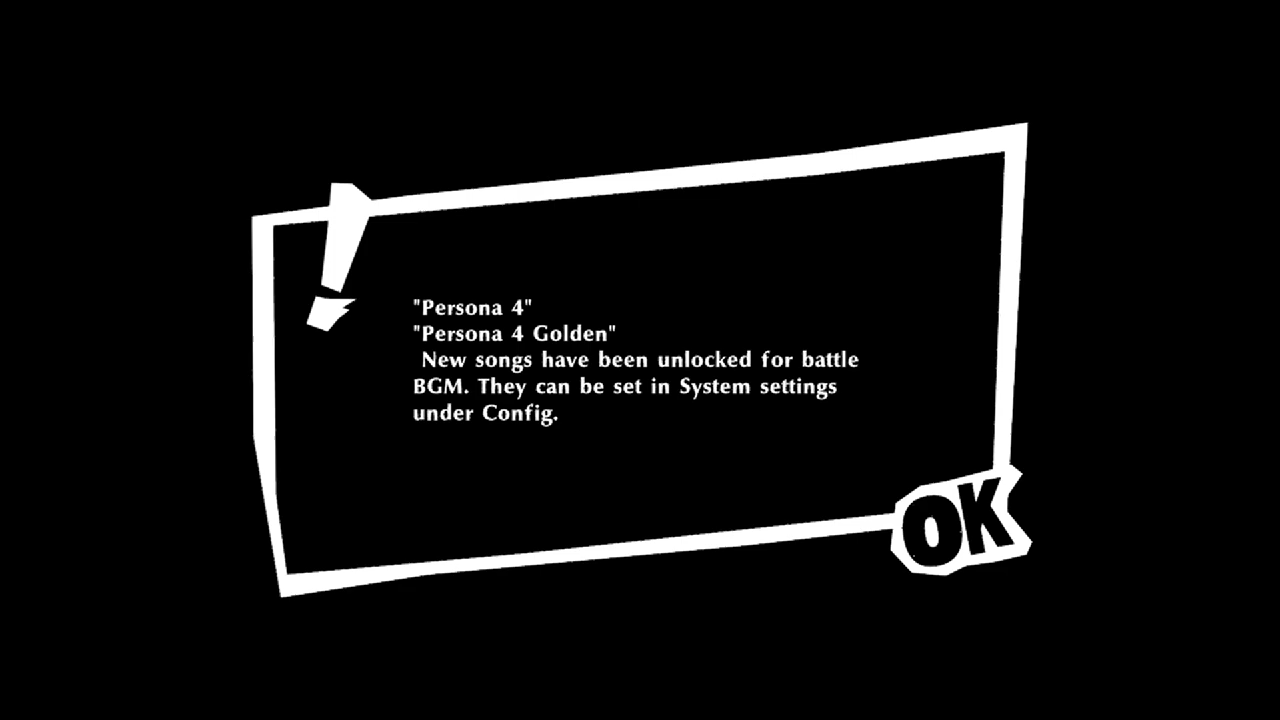 "Persona 4"
"Persona 4 Golden"
New songs have been unlocked for battle
BGM. They can be set in System settings
under Config.
OK